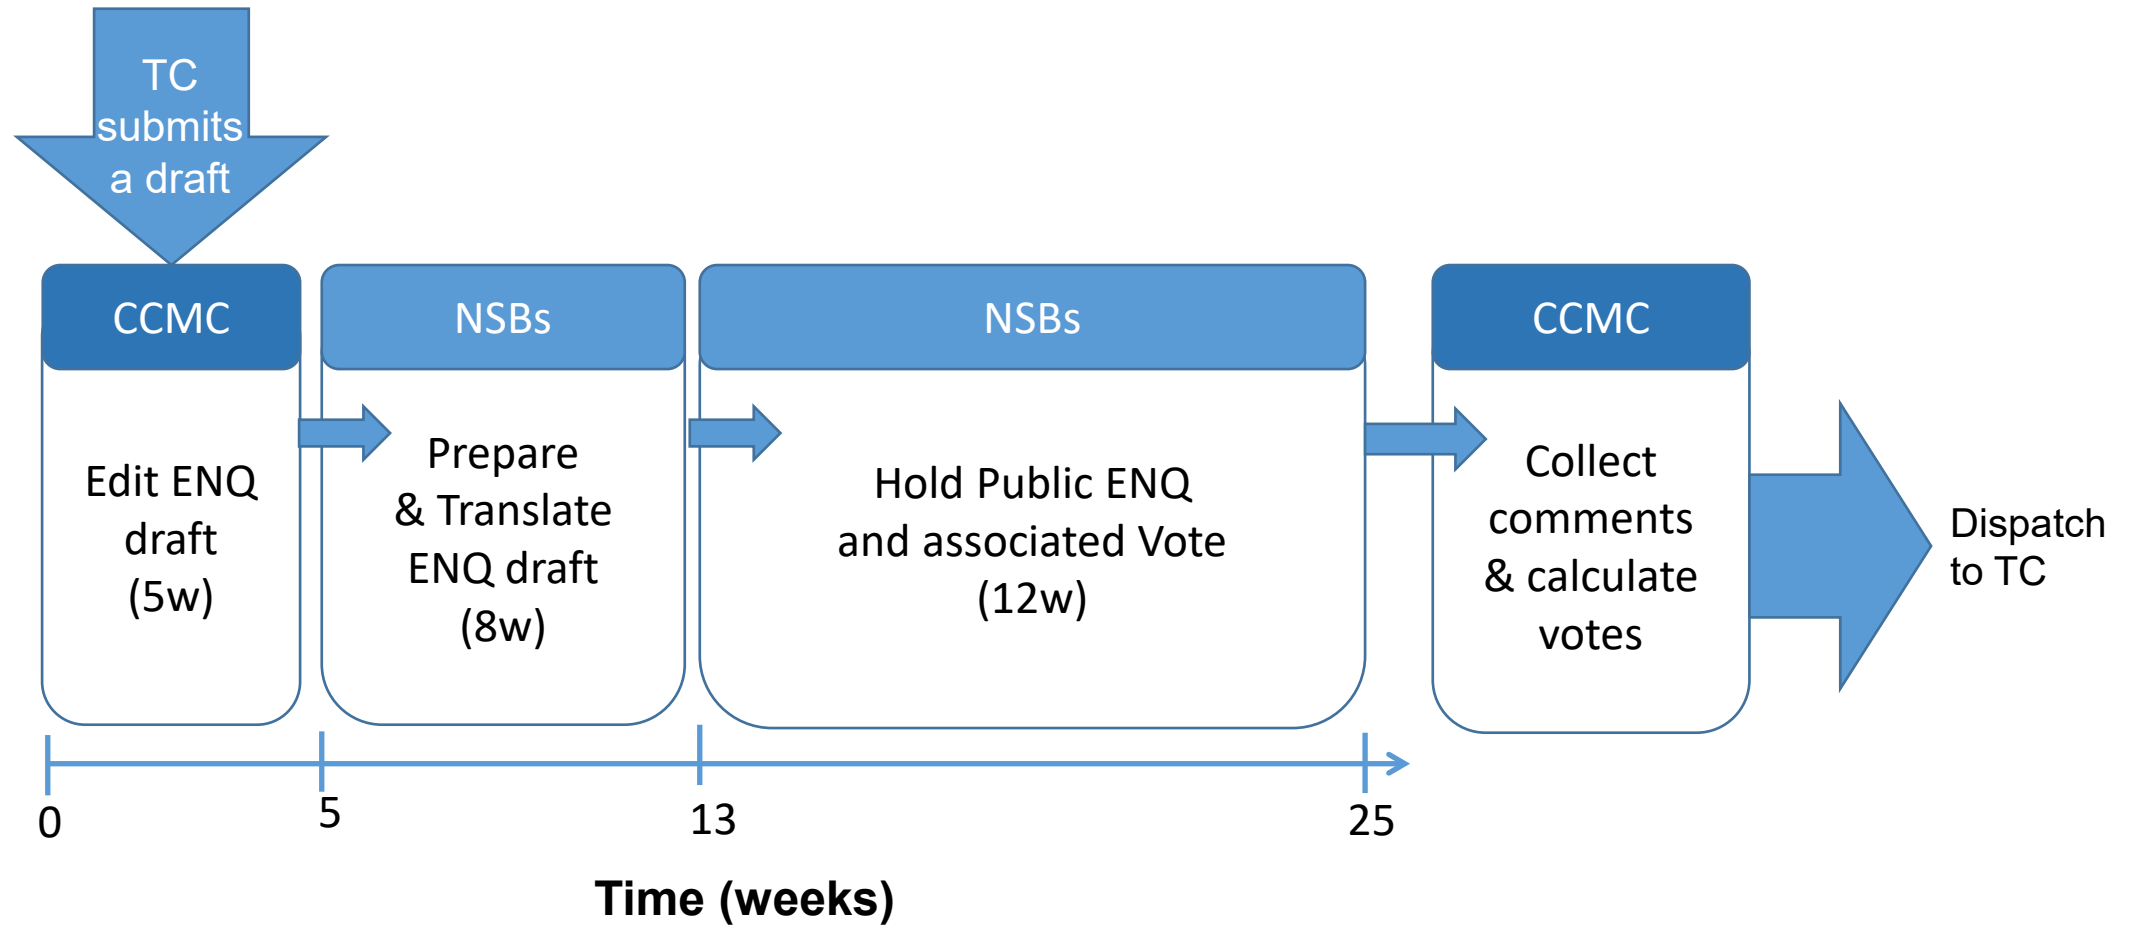 TC
submits
a draft
CCMC
Edit ENQ
draft
(5w)
NSBs
Prepare
& Translate
ENQ draft
(8w)
NSBs
Hold Public ENQ
and associated Vote
(12w)
CCMC
Collect
comments
& calculate
votes
Dispatch
to TC
0
5
13
25
Time (weeks)